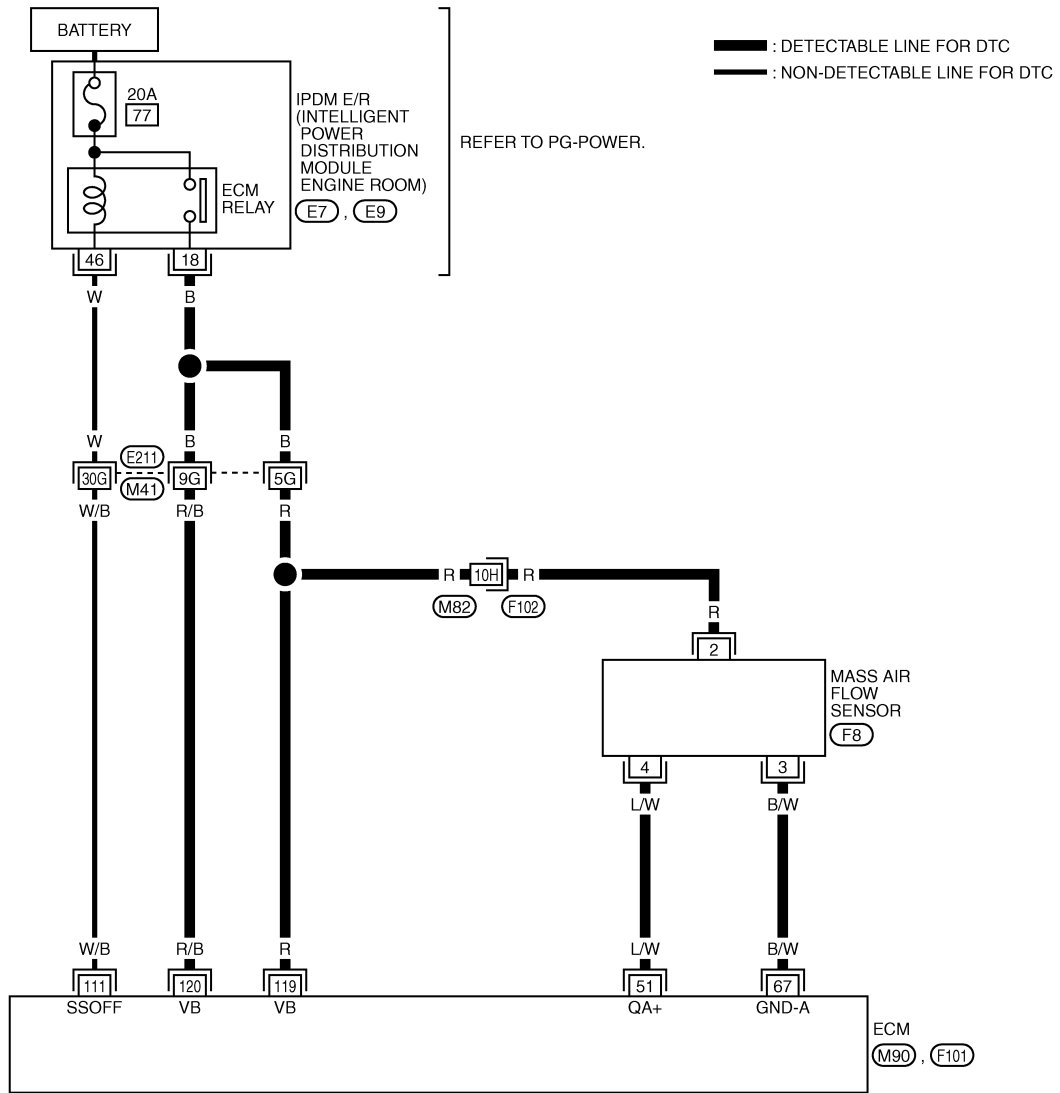 BATTERY
: DETECTABLE LINE FOR DTC
: NON-DETECTABLE LINE FOR DTC
20A
77
IPDM E/R
(INTELLIGENT
POWER
DISTRIBUTION
MODULE
ENGINE ROOM)
E7 , E9
REFER TO PG-POWER.
ECM
RELAY
46 18
W B
W B B
E211
30G 9G 5G
M41
W/B R/B R
R 10H R
M82 F102
R
2
MASS AIR
FLOW
SENSOR
F8
4 3
L/W B/W
W/B R/B R L/W B/W
111 120 119 51 67
SSOFF VB VB QA+ GND-A
ECM
M90 , F101